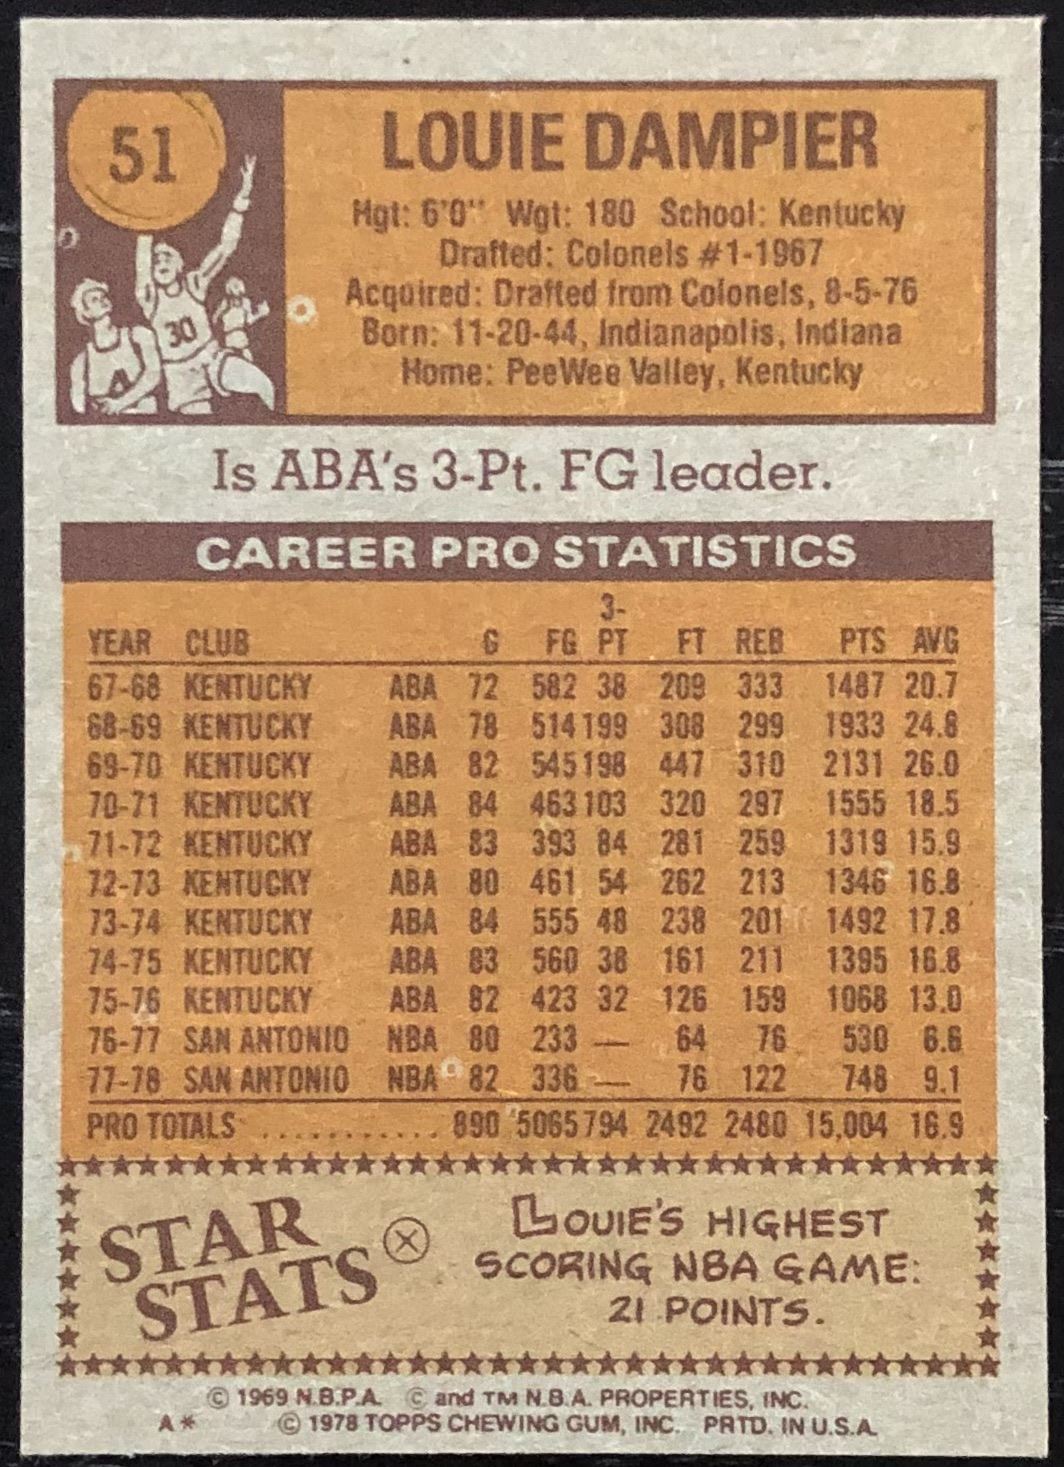 51
30
LOUIE DAMPIER
Hgt: 6'0" Wgt: 180 School: Kentucky
Drafted: Colonels #1-1967
Acquired: Drafted from Colonels, 8-5-76
Born: 11-20-44, Indianapolis, Indiana
Home: PeeWee Valley, Kentucky
Is ABA's 3-Pt. FG leader.
CAREER PRO STATISTICS
YEAR CLUB G FG 3-PT FT REB PTS AVG
67-68 KENTUCKY ABA 72 582 38 209 333 1487 20.7
68-69 KENTUCKY ABA 78 514 199 308 299 1933 24.8
69-70 KENTUCKY ABA 82 545 198 447 310 2131 26.0
70-71 KENTUCKY ABA 84 463 103 320 297 1555 18.5
71-72 KENTUCKY ABA 83 393 84 281 259 1319 15.9
72-73 KENTUCKY ABA 80 461 54 262 213 1346 16.8
73-74 KENTUCKY ABA 84 555 48 238 201 1492 17.8
74-75 KENTUCKY ABA 83 560 38 161 211 1395 16.8
75-76 KENTUCKY ABA 82 423 32 126 159 1068 13.0
76-77 SAN ANTONIO NBA 80 233 — 64 76 530 6.6
77-78 SAN ANTONIO NBA 82 336 — 76 122 748 9.1
PRO TOTALS ........... 890 5065 794 2492 2480 15,004 16.9
STAR
STATS
LOUIE'S HIGHEST
SCORING NBA GAME:
21 POINTS.
© 1969 N.B.P.A. © and TM N.B.A. PROPERTIES, INC.
A* © 1978 TOPPS CHEWING GUM, INC. PRTD. IN U.S.A.